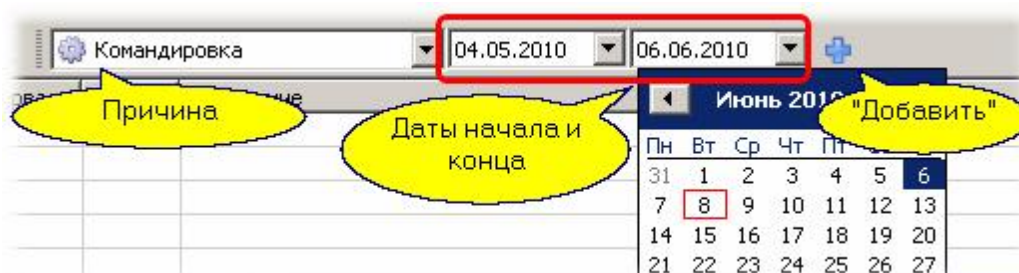 Командировка 04.05.2010 06.06.2010
Причина
Даты начала и
конца
"Добавить"
Июнь 201
Пн Вт Ср Чт Пт
31 1 2 3 4 5 6
7 8 9 10 11 12 13
14 15 16 17 18 19 20
21 22 23 24 25 26 27